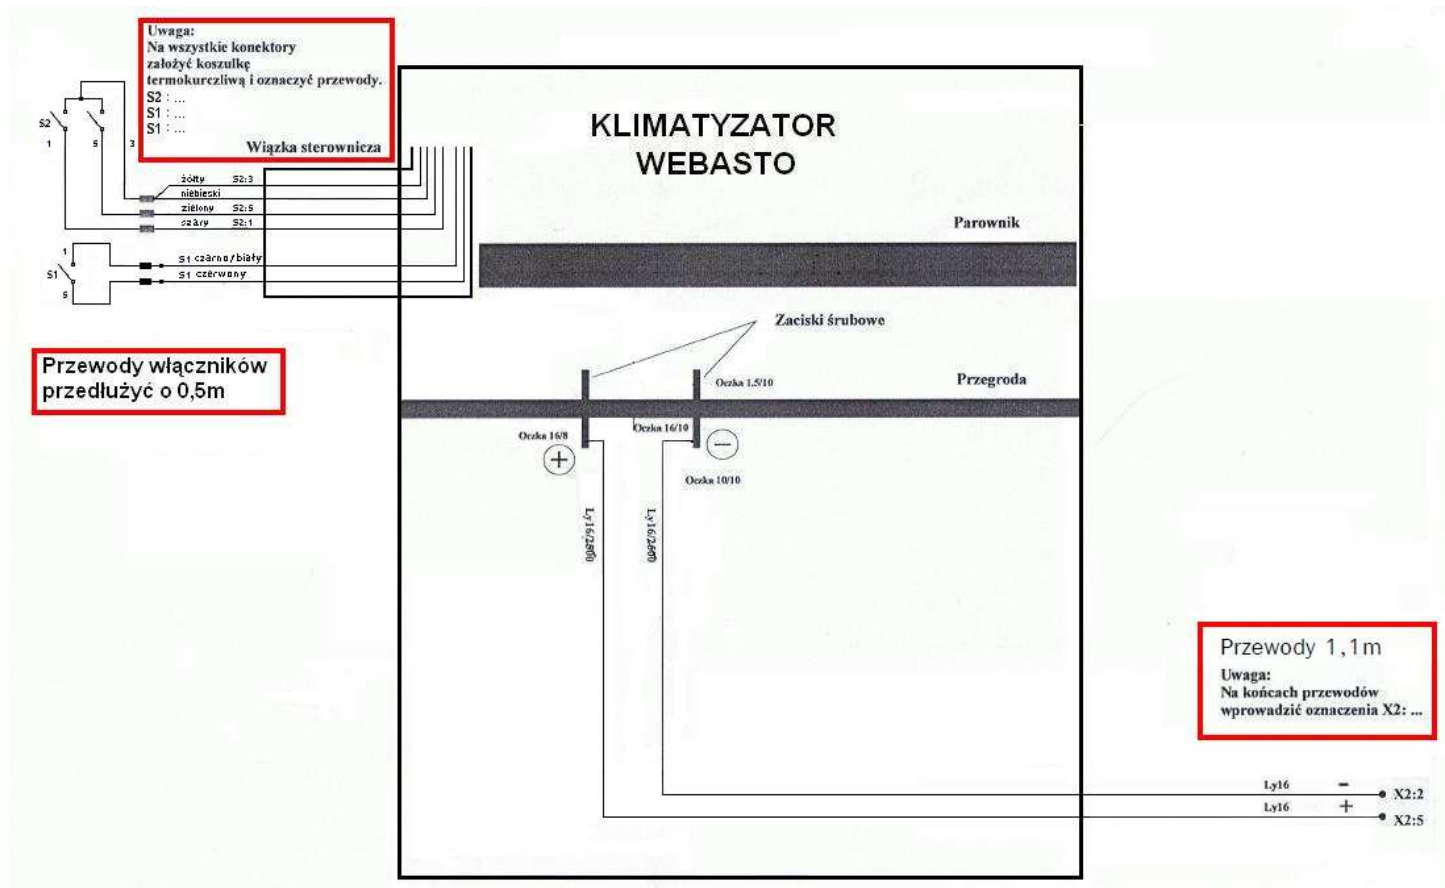 Uwaga:
Na wszystkie konektory
założyć koszulkę
termokurczliwą i oznaczyć przewody.
S2 : ...
S1 : ...
S1 : ...
Wiązka sterownicza
KLIMATYZATOR
WEBASTO
S2
1
5
3
żółty S2:3
niebieski
zielony S2:5
szary S2:1
1
S1
5
S1 czarno/biały
S1 czerwony
Parownik
Zaciski śrubowe
Przewody włączników
przedłużyć o 0,5m
Oczka 1.5/10
Przegroda
Oczka 16/8
Oczka 16/10
+
−
Oczka 10/10
Ly16/2800
Ly16/2600
Przewody 1,1m
Uwaga:
Na końcach przewodów
wprowadzić oznaczenia X2: ...
Ly16 − X2:2
Ly16 + X2:5